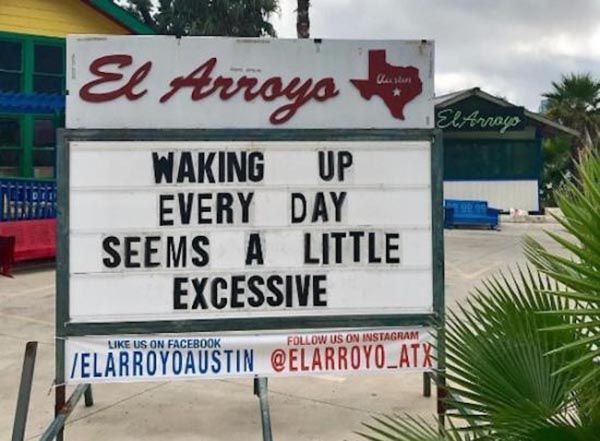 El Arroyo
Austin
El Arroyo
WAKING UP
EVERY DAY
SEEMS A LITTLE
EXCESSIVE
LIKE US ON FACEBOOK
/ELARROYOAUSTIN
FOLLOW US ON INSTAGRAM
@ELARROYO_ATX